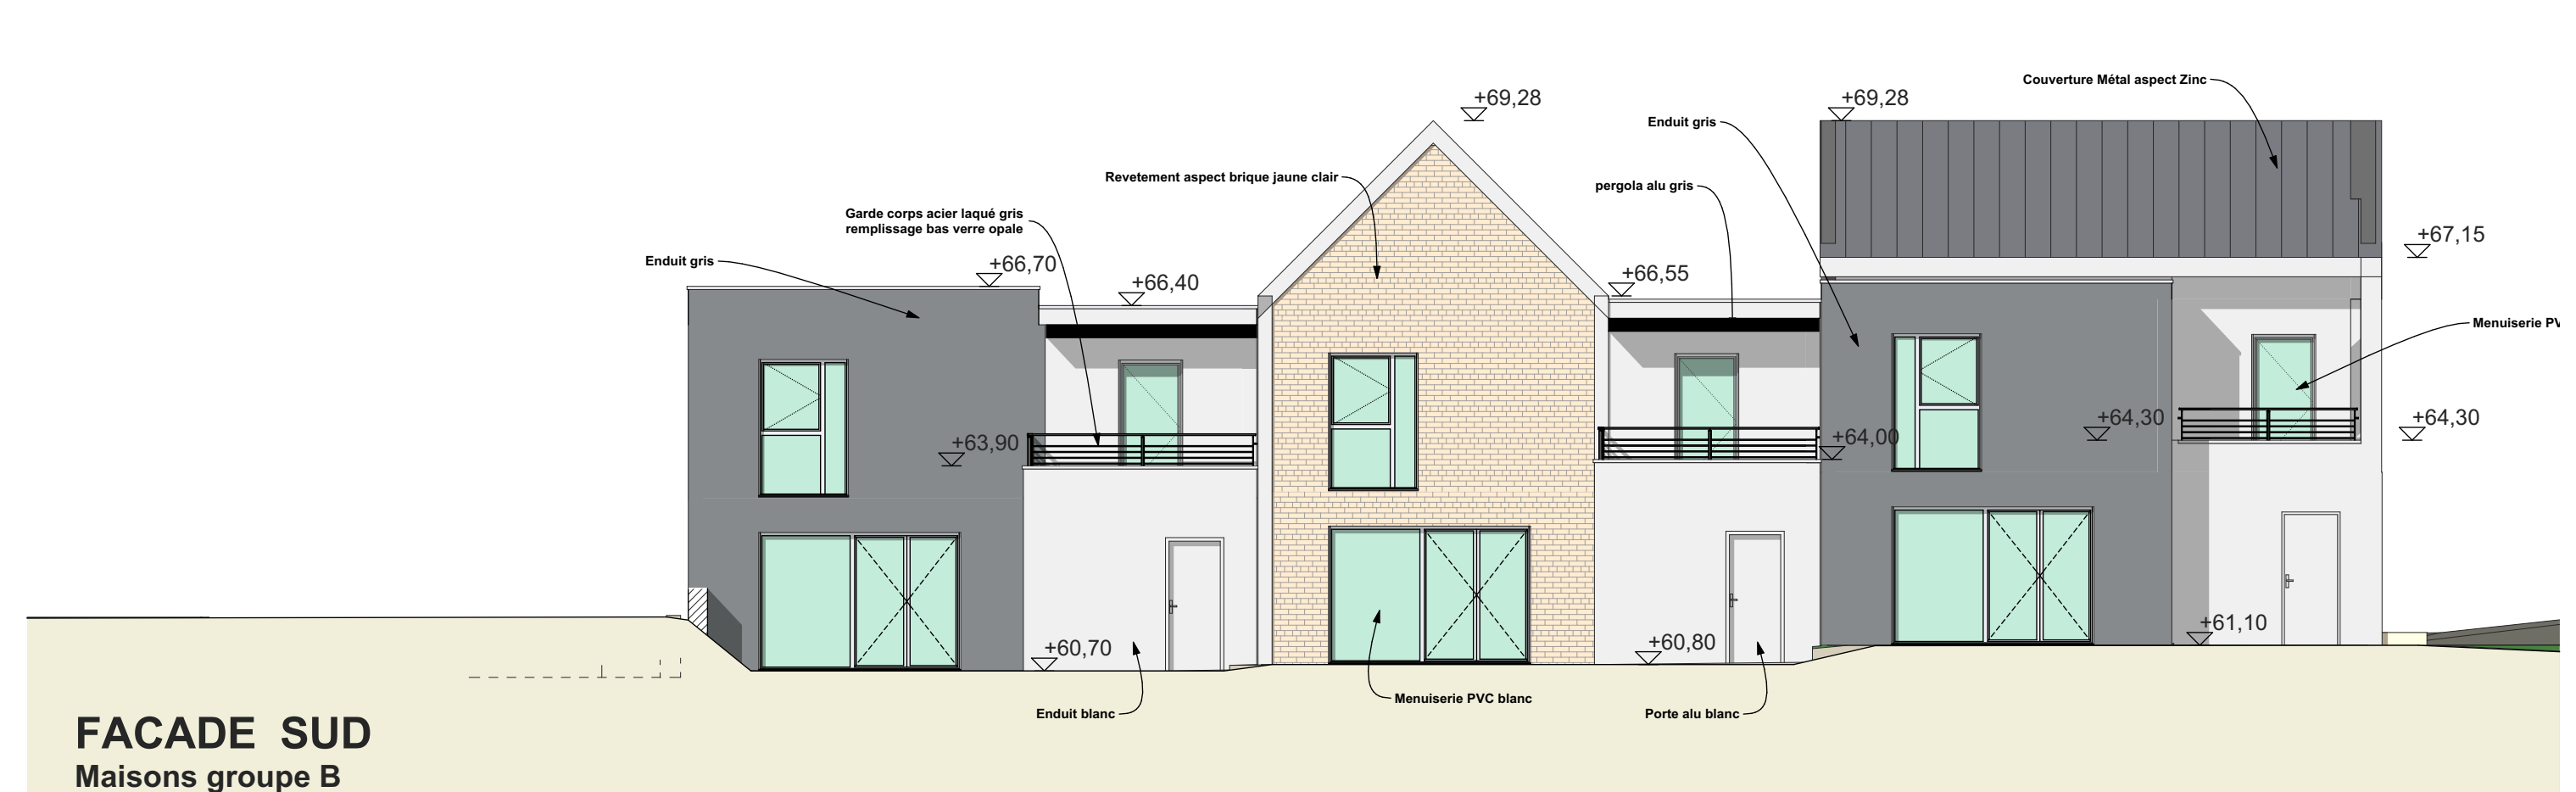 Couverture Métal aspect Zinc
+69,28
+69,28
Enduit gris
Revetement aspect brique jaune clair
pergola alu gris
Garde corps acier laqué gris
remplissage bas verre opale
+67,15
Enduit gris
+66,70
+66,40
+66,55
Menuiserie PV
+64,30
+64,30
+64,00
+63,90
+61,10
+60,80
+60,70
Menuiserie PVC blanc
Enduit blanc
Porte alu blanc
FACADE SUD
Maisons groupe B